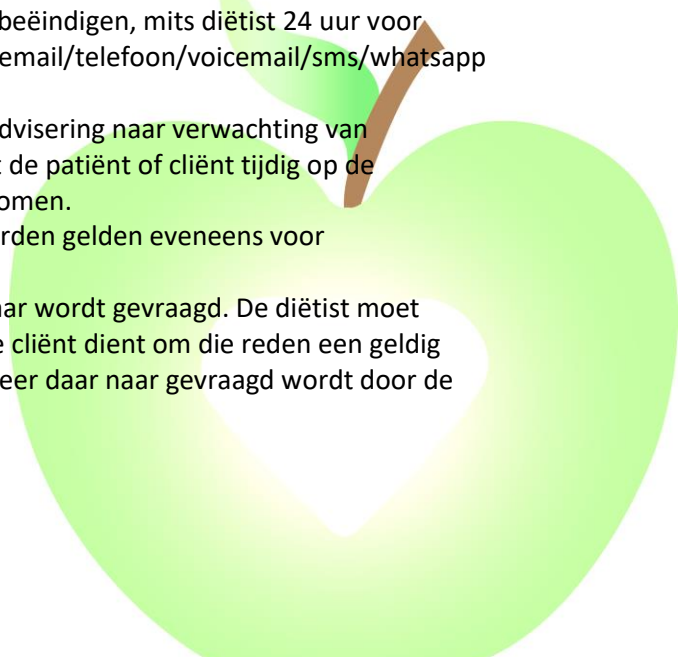 beëindigen, mits diëtist 24 uur voor
email/telefoon/voicemail/sms/whatsapp
dvisering naar verwachting van
de patiënt of cliënt tijdig op de
omen.
rden gelden eveneens voor
ar wordt gevraagd. De diëtist moet
cliënt dient om die reden een geldig
eer daar naar gevraagd wordt door de